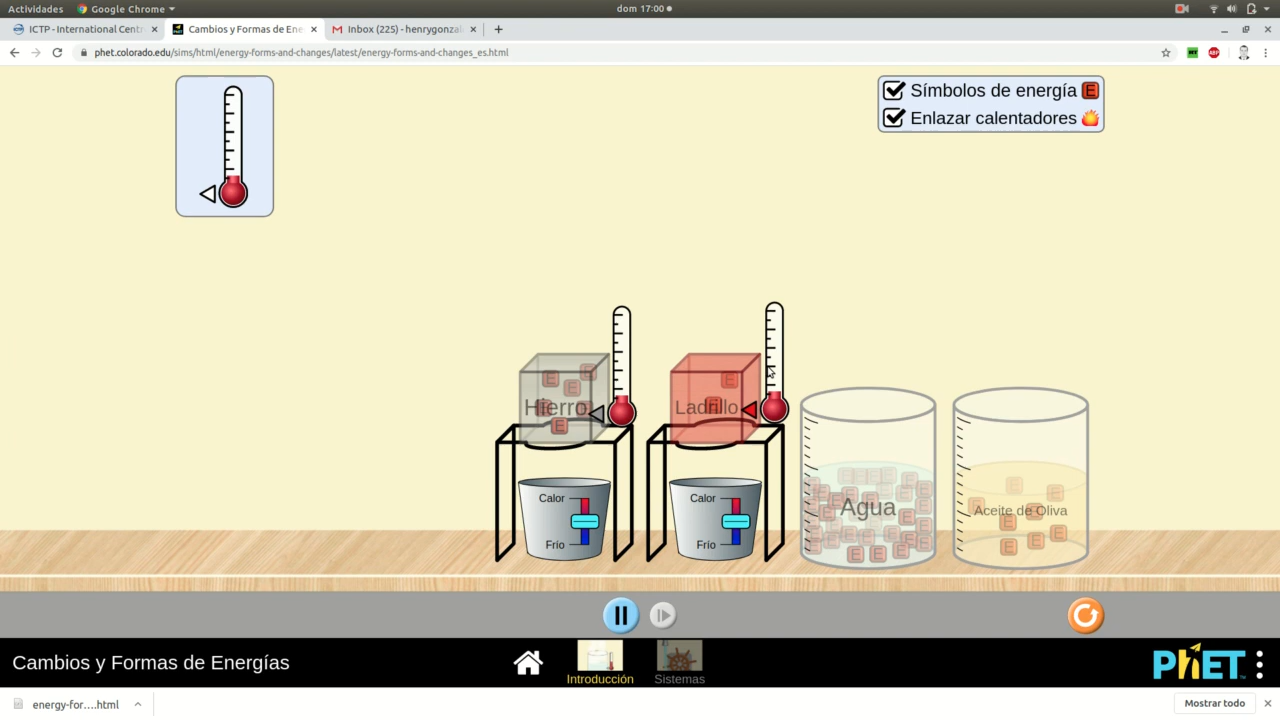 Actividades
Google Chrome
dom 17:00
ICTP - International Cent
Cambios y Formas de Ene
Inbox (225) - henrygonzal
phet.colorado.edu/sims/html/energy-forms-and-changes/latest/energy-forms-and-changes_es.html
Símbolos de energía E
Enlazar calentadores
Hierro
Ladrillo
Agua
Aceite de Oliva
Calor
Frío
Calor
Frío
Cambios y Formas de Energías
Introducción
Sistemas
PhET
energy-for....html
Mostrar todo